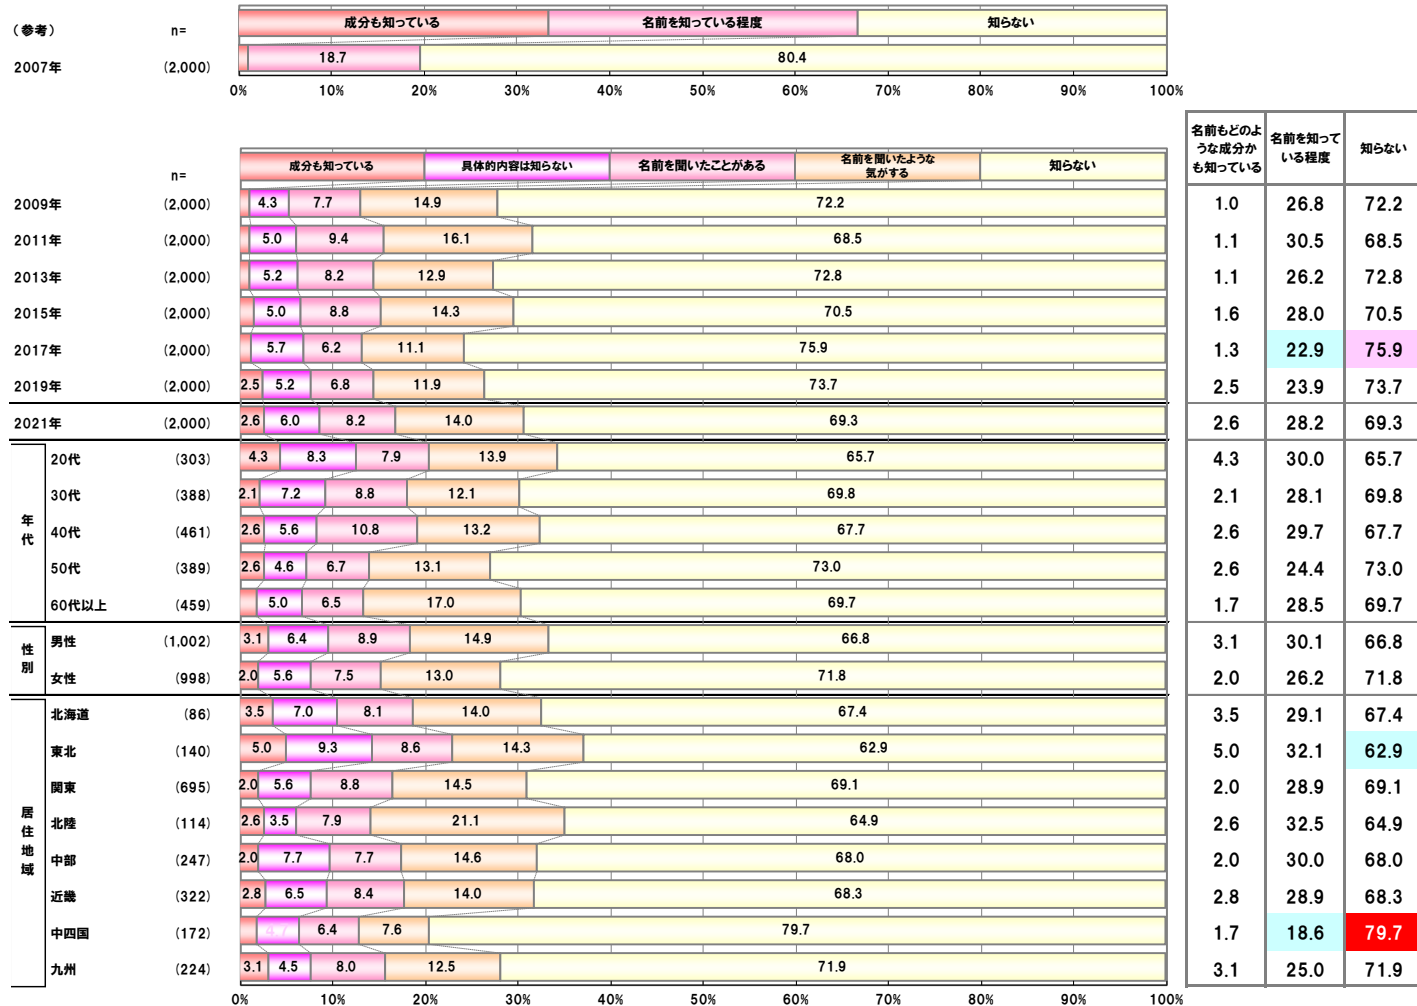 （参考）
n=
成分も知っている 名前を知っている程度 知らない
2007年 (2,000) 18.7 80.4
0% 10% 20% 30% 40% 50% 60% 70% 80% 90% 100%
名前もどのよ
うな成分か
も知っている
名前を知って
いる程度
知らない
n=
成分も知っている 具体的内容は知らない 名前を聞いたことがある 名前を聞いたような
気がする
知らない
2009年 (2,000) 4.3 7.7 14.9 72.2 1.0 26.8 72.2
2011年 (2,000) 5.0 9.4 16.1 68.5 1.1 30.5 68.5
2013年 (2,000) 5.2 8.2 12.9 72.8 1.1 26.2 72.8
2015年 (2,000) 5.0 8.8 14.3 70.5 1.6 28.0 70.5
2017年 (2,000) 5.7 6.2 11.1 75.9 1.3 22.9 75.9
2019年 (2,000) 2.5 5.2 6.8 11.9 73.7 2.5 23.9 73.7
2021年 (2,000) 2.6 6.0 8.2 14.0 69.3 2.6 28.2 69.3
年代
20代 (303) 4.3 8.3 7.9 13.9 65.7 4.3 30.0 65.7
30代 (388) 2.1 7.2 8.8 12.1 69.8 2.1 28.1 69.8
40代 (461) 2.6 5.6 10.8 13.2 67.7 2.6 29.7 67.7
50代 (389) 2.6 4.6 6.7 13.1 73.0 2.6 24.4 73.0
60代以上 (459) 5.0 6.5 17.0 69.7 1.7 28.5 69.7
性別
男性 (1,002) 3.1 6.4 8.9 14.9 66.8 3.1 30.1 66.8
女性 (998) 2.0 5.6 7.5 13.0 71.8 2.0 26.2 71.8
居住地域
北海道 (86) 3.5 7.0 8.1 14.0 67.4 3.5 29.1 67.4
東北 (140) 5.0 9.3 8.6 14.3 62.9 5.0 32.1 62.9
関東 (695) 2.0 5.6 8.8 14.5 69.1 2.0 28.9 69.1
北陸 (114) 2.6 3.5 7.9 21.1 64.9 2.6 32.5 64.9
中部 (247) 2.0 7.7 7.7 14.6 68.0 2.0 30.0 68.0
近畿 (322) 2.8 6.5 8.4 14.0 68.3 2.8 28.9 68.3
中四国 (172) 4.7 6.4 7.6 79.7 1.7 18.6 79.7
九州 (224) 3.1 4.5 8.0 12.5 71.9 3.1 25.0 71.9
0% 10% 20% 30% 40% 50% 60% 70% 80% 90% 100%